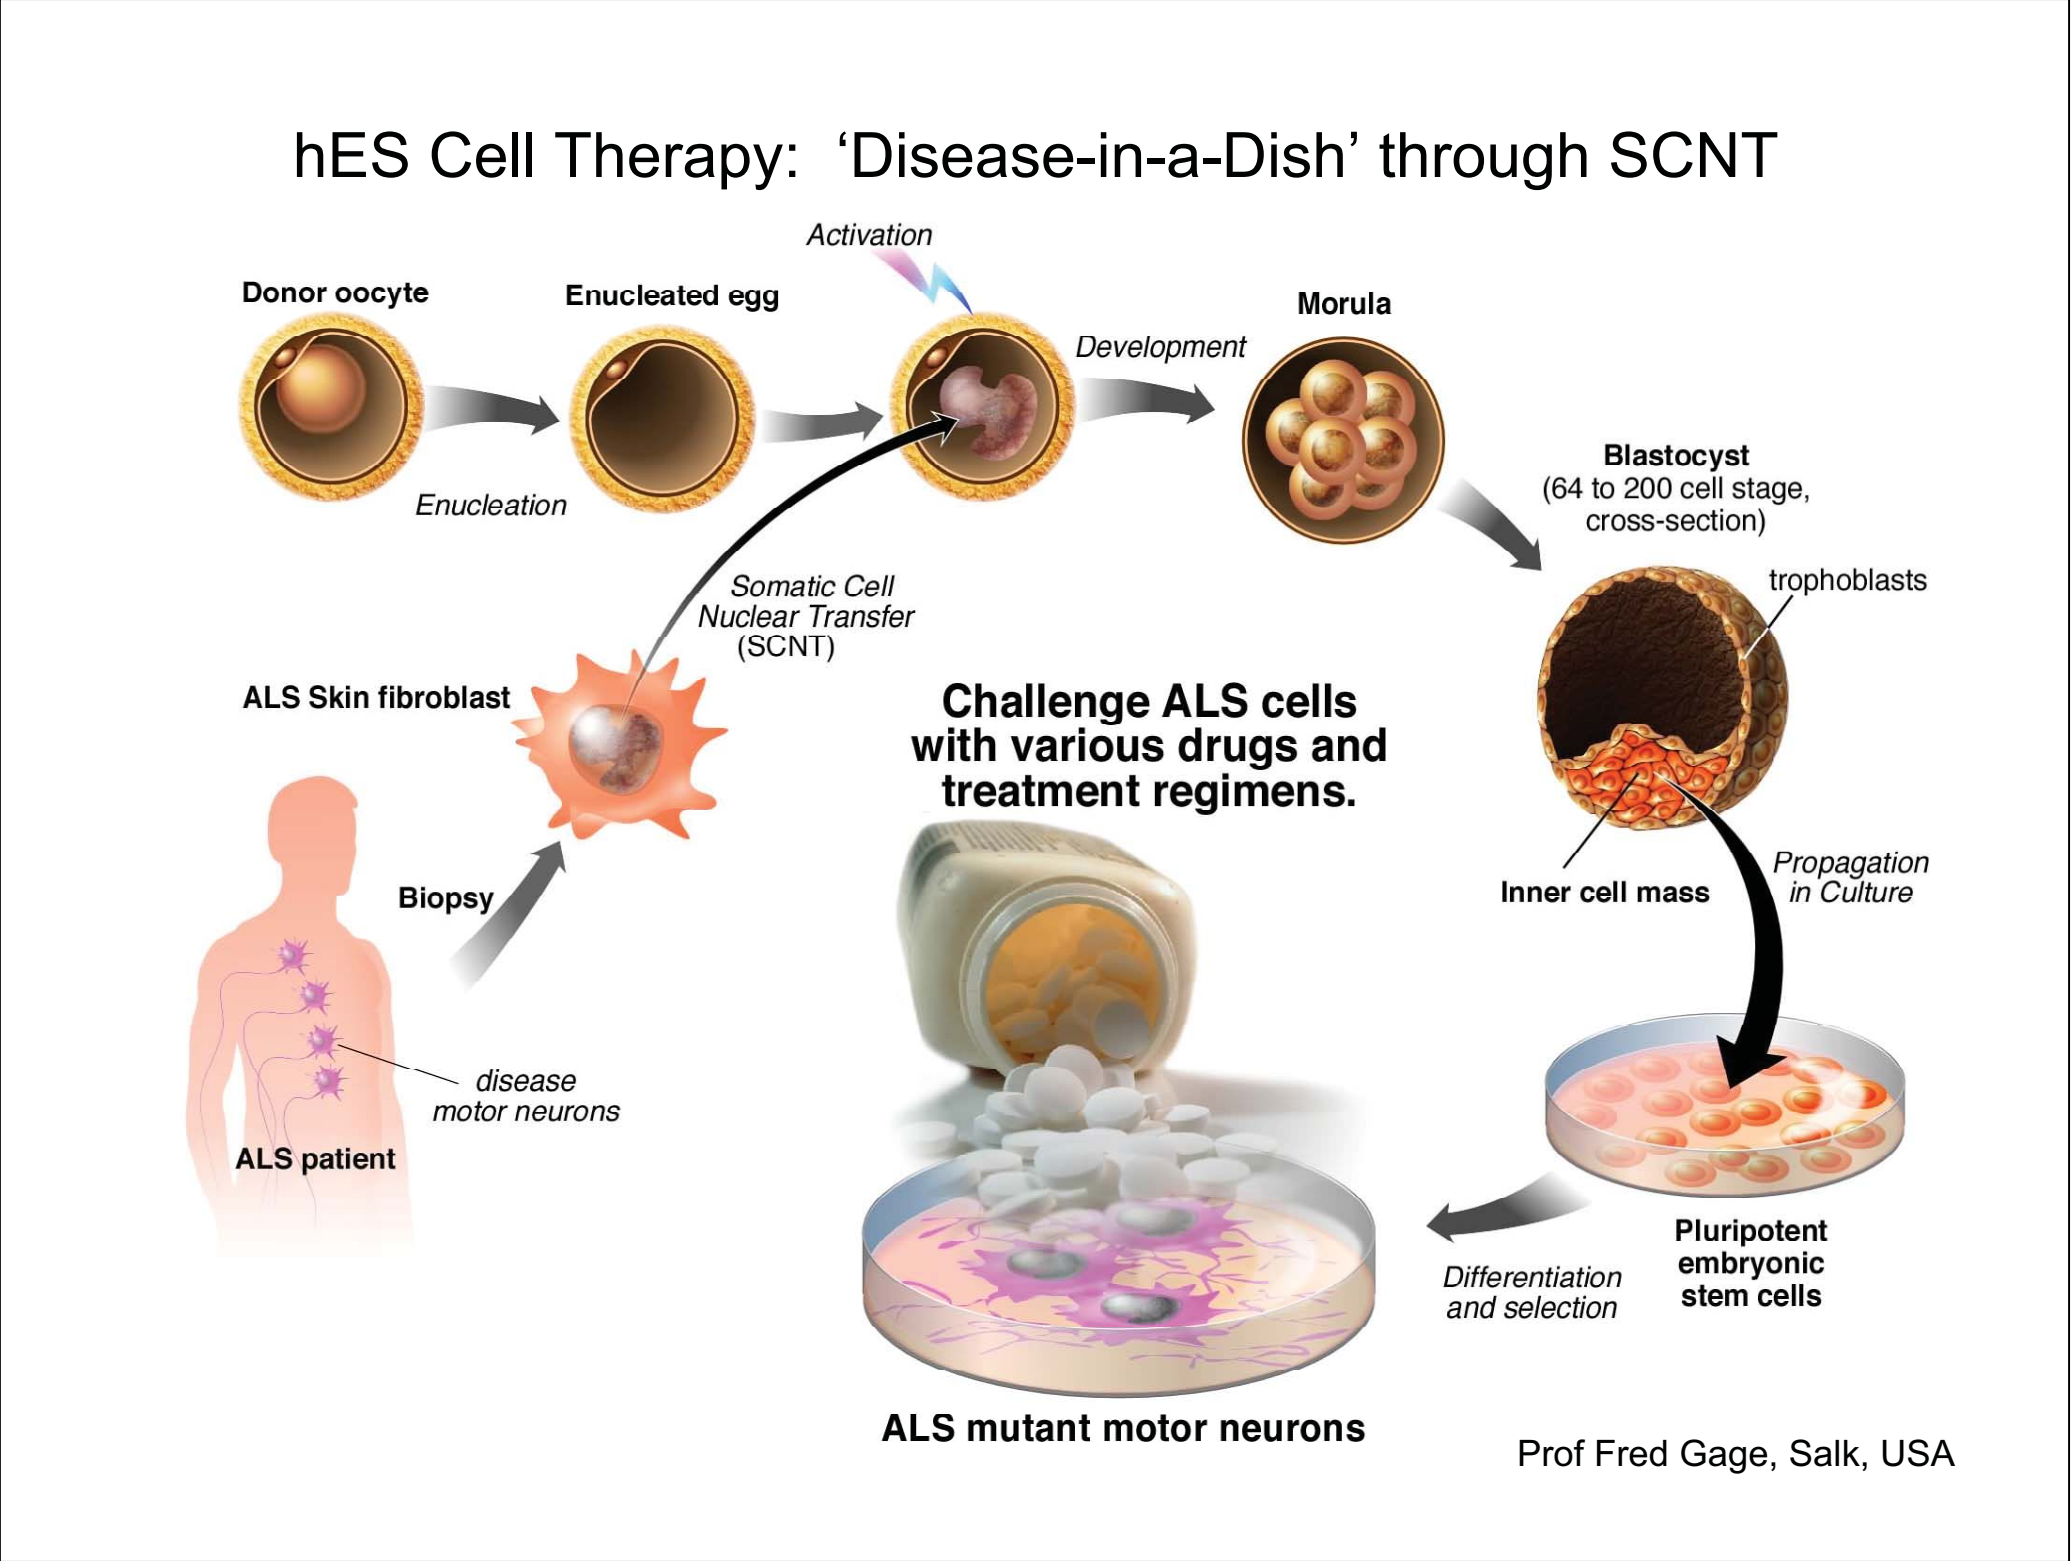 hES Cell Therapy: ‘Disease-in-a-Dish’ through SCNT
Activation
Donor oocyte
Enucleated egg
Morula
Development
Enucleation
Blastocyst
(64 to 200 cell stage,
cross-section)
trophoblasts
Somatic Cell
Nuclear Transfer
(SCNT)
ALS Skin fibroblast
Challenge ALS cells
with various drugs and
treatment regimens.
Biopsy
Inner cell mass
Propagation
in Culture
disease
motor neurons
ALS patient
Pluripotent
embryonic
stem cells
Differentiation
and selection
ALS mutant motor neurons
Prof Fred Gage, Salk, USA